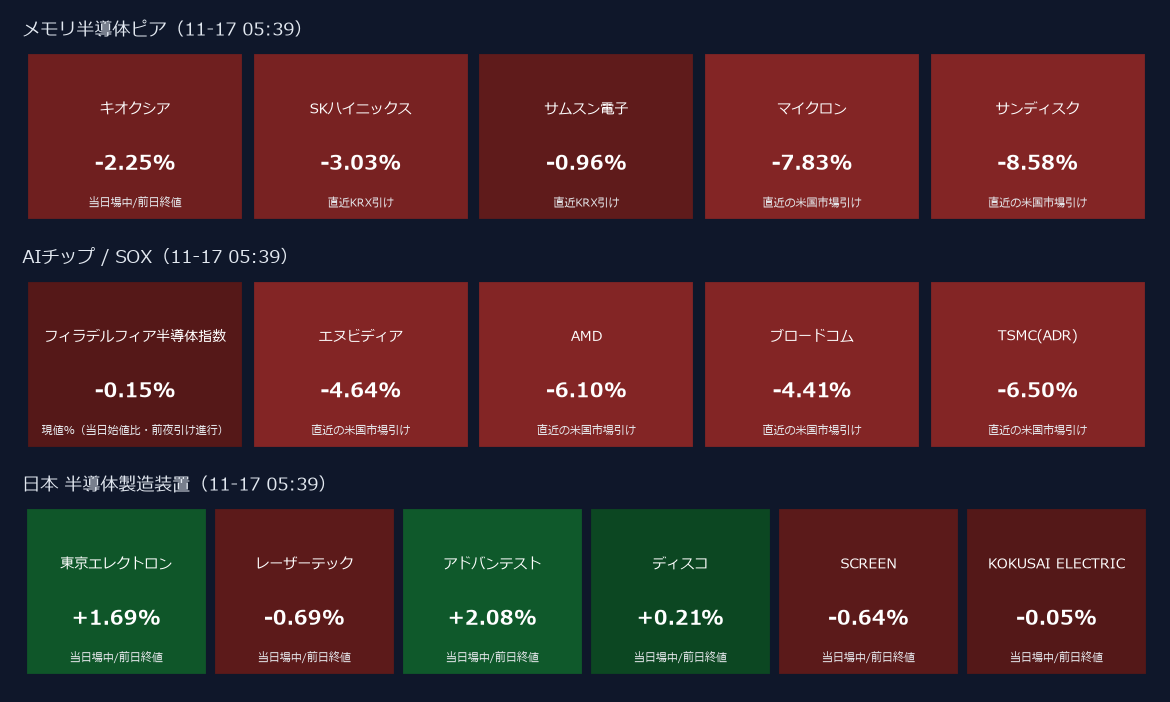 メモリ半導体ピア（11-17 05:39）
キオクシア
-2.25%
当日場中/前日終値
SKハイニックス
-3.03%
直近KRX引け
サムスン電子
-0.96%
直近KRX引け
マイクロン
-7.83%
直近の米国市場引け
サンディスク
-8.58%
直近の米国市場引け
AIチップ / SOX（11-17 05:39）
フィラデルフィア半導体指数
-0.15%
現値%（当日始値比・前夜引け進行）
エヌビディア
-4.64%
直近の米国市場引け
AMD
-6.10%
直近の米国市場引け
ブロードコム
-4.41%
直近の米国市場引け
TSMC(ADR)
-6.50%
直近の米国市場引け
日本 半導体製造装置（11-17 05:39）
東京エレクトロン
+1.69%
当日場中/前日終値
レーザーテック
-0.69%
当日場中/前日終値
アドバンテスト
+2.08%
当日場中/前日終値
ディスコ
+0.21%
当日場中/前日終値
SCREEN
-0.64%
当日場中/前日終値
KOKUSAI ELECTRIC
-0.05%
当日場中/前日終値